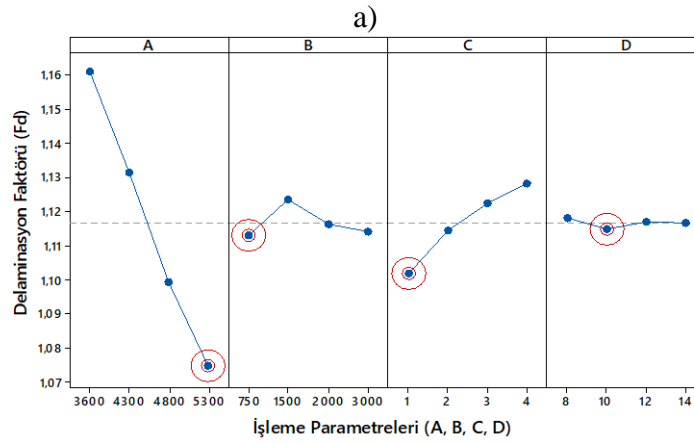 a)
A B C D
1,16
1,15
1,14
1,13
1,12
1,11
1,10
1,09
1,08
1,07
Delaminasyon Faktörü (Fd)
3600 4300 4800 5300 750 1500 2000 3000 1 2 3 4 8 10 12 14
İşleme Parametreleri (A, B, C, D)